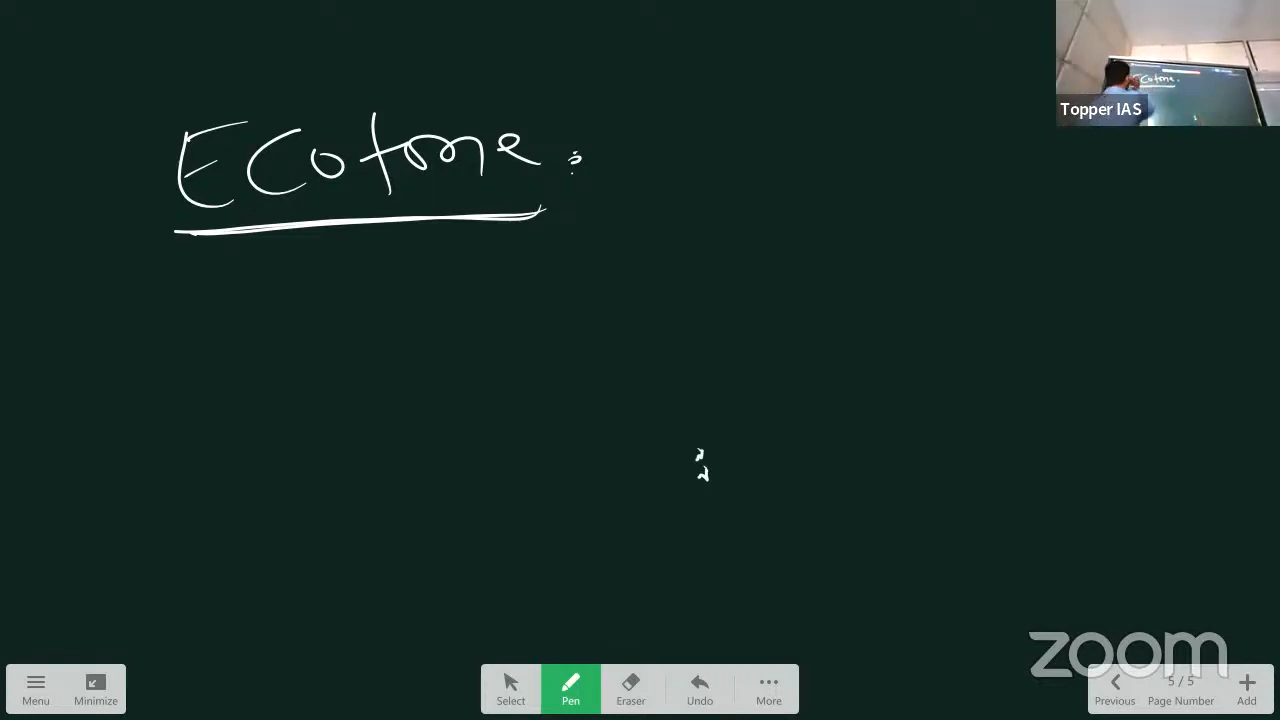 Ecotone :
Topper IAS
zoom
Menu
Minimize
Select
Pen
Eraser
Undo
More
Previous
5 / 5
Page Number
Add